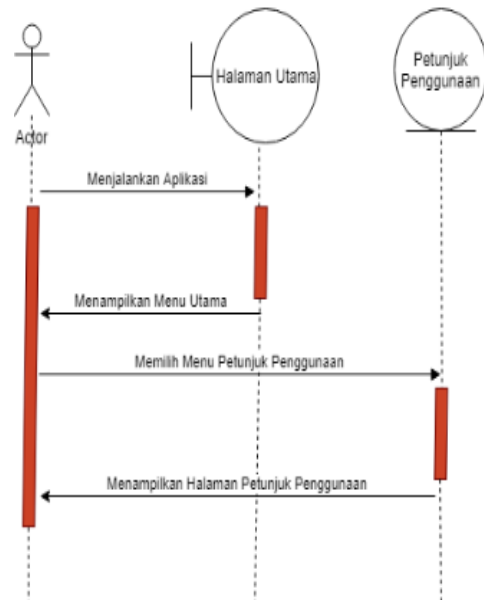 Halaman Utama
Petunjuk
Penggunaan
Actor
Menjalankan Aplikasi
Menampilkan Menu Utama
Memilih Menu Petunjuk Penggunaan
Menampilkan Halaman Petunjuk Penggunaan